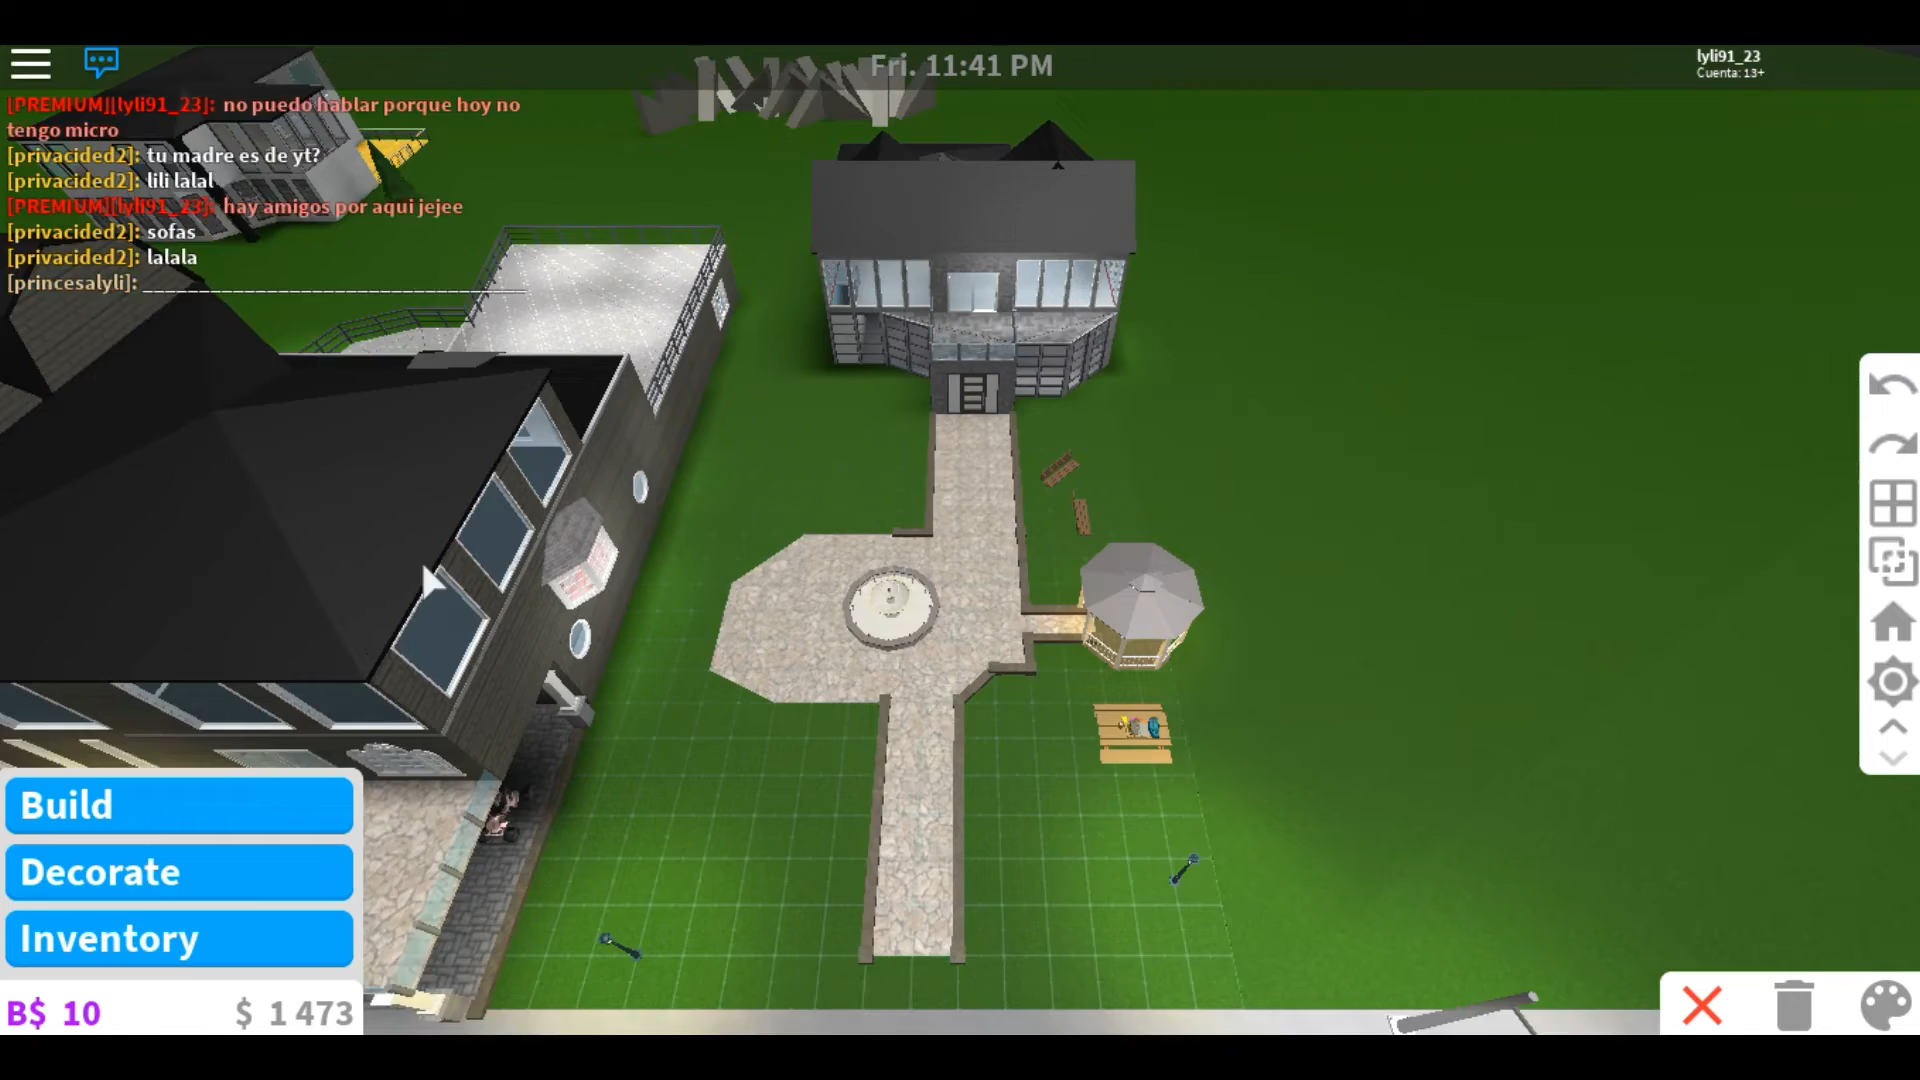 Fri. 11:41 PM
lyli91_23
Cuenta: 13+
[PREMIUM][lyli91_23]: no puedo hablar porque hoy no
tengo micro
[privacided2]: tu madre es de yt?
[privacided2]: lili lalal
[PREMIUM][lyli91_23]: hay amigos por aqui jejee
[privacided2]: sofas
[privacided2]: lalala
[princesalyli]: ___________________________________
Build
Decorate
Inventory
B$ 10
$ 1 473